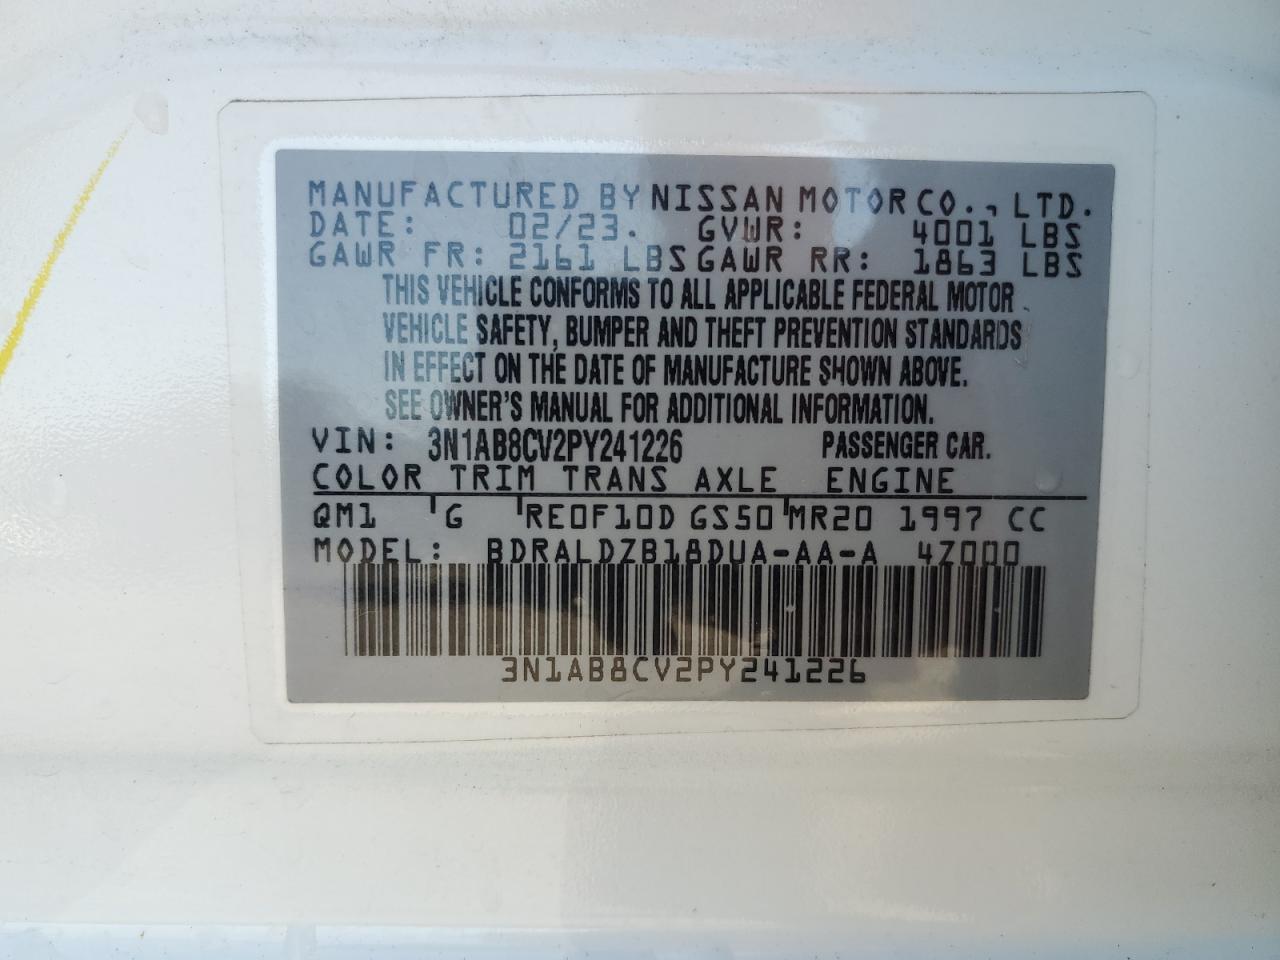 MANUFACTURED BY NISSAN MOTOR CO., LTD.
DATE: 02/23. GVWR: 4001 LBS
GAWR FR: 2161 LBS GAWR RR: 1863 LBS
THIS VEHICLE CONFORMS TO ALL APPLICABLE FEDERAL MOTOR
VEHICLE SAFETY, BUMPER AND THEFT PREVENTION STANDARDS
IN EFFECT ON THE DATE OF MANUFACTURE SHOWN ABOVE.
SEE OWNER'S MANUAL FOR ADDITIONAL INFORMATION.
VIN: 3N1AB8CV2PY241226 PASSENGER CAR.
COLOR TRIM TRANS AXLE ENGINE
QM1 G RE0F10D GS50 MR20 1997 CC
MODEL: BDRALDZB18DUA-AA-A 4Z000
3N1AB8CV2PY241226